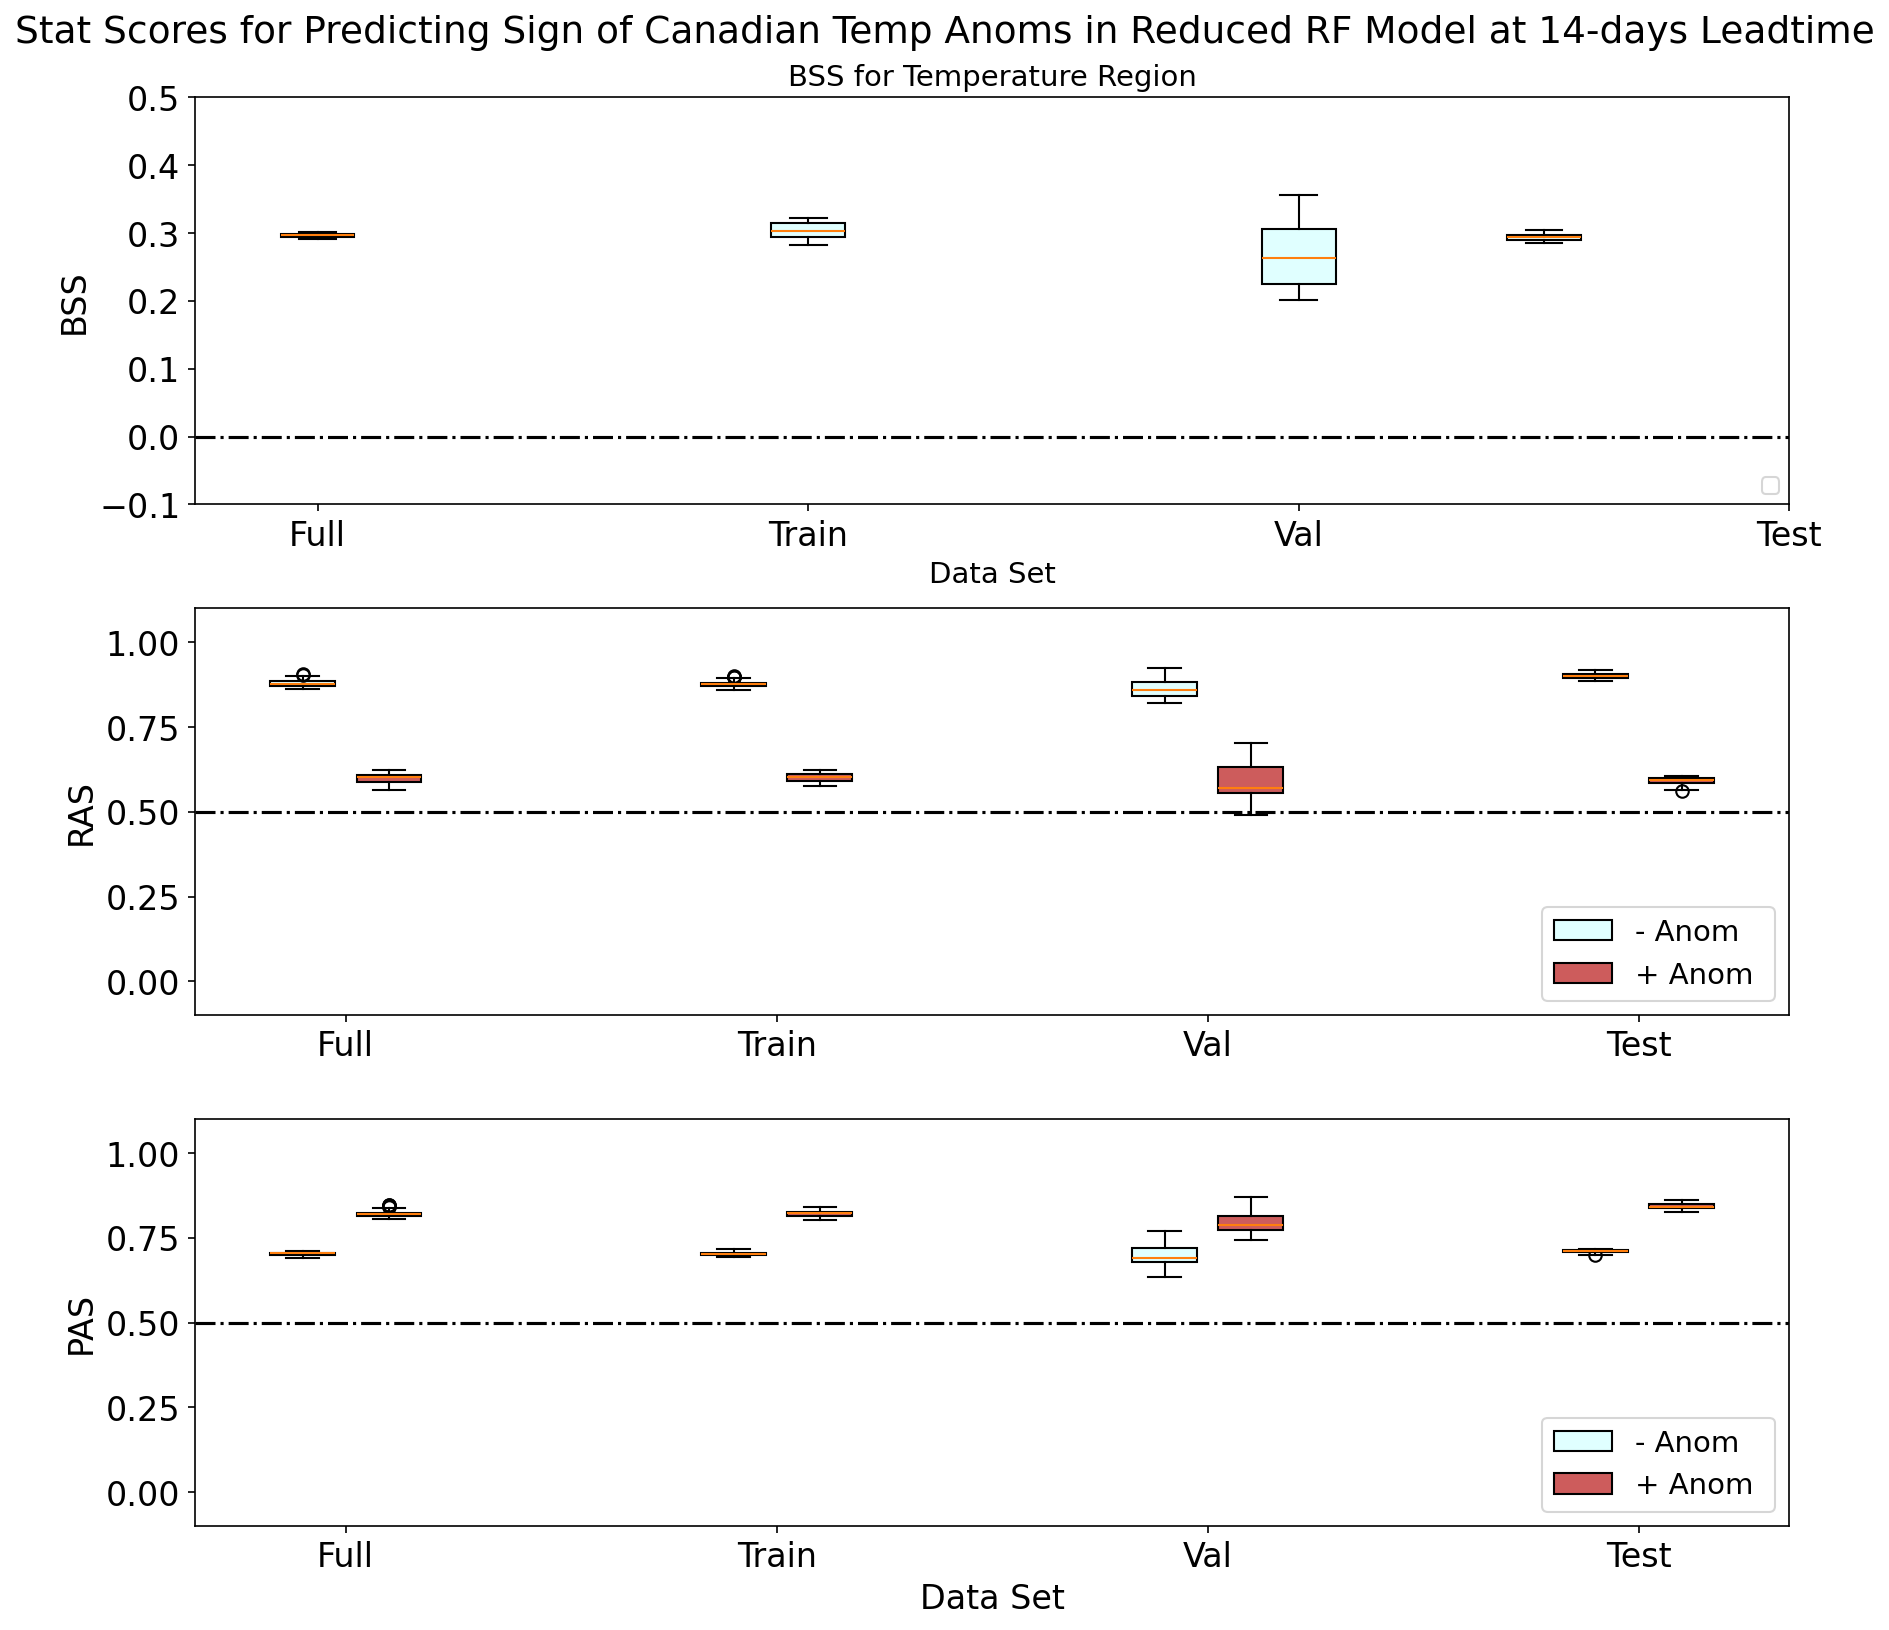 Stat Scores for Predicting Sign of Canadian Temp Anoms in Reduced RF Model at 14-days Leadtime
BSS for Temperature Region
0.5
0.4
0.3
0.2
0.1
0.0
−0.1
BSS
Full Train Val Test
Data Set
1.00
0.75
0.50
0.25
0.00
RAS
- Anom
+ Anom
Full Train Val Test
1.00
0.75
0.50
0.25
0.00
PAS
- Anom
+ Anom
Full Train Val Test
Data Set